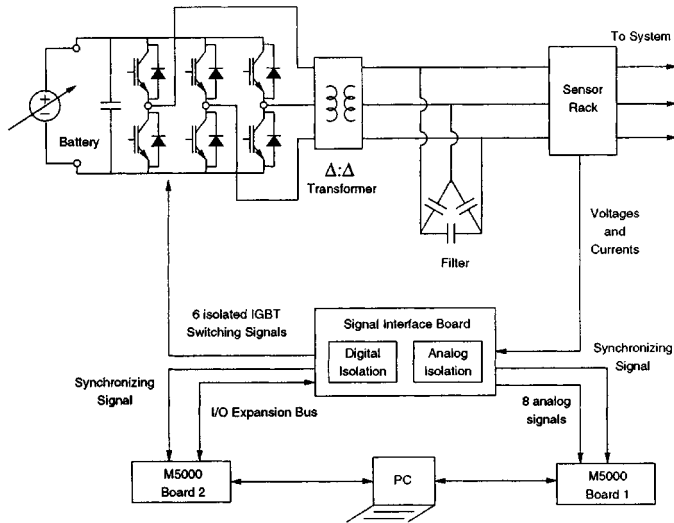 To System
Sensor
Rack
+
−
Battery
Δ:Δ
Transformer
Filter
Voltages
and
Currents
6 isolated IGBT
Switching Signals
Signal Interface Board
Digital
Isolation
Analog
Isolation
Synchronizing
Signal
Synchronizing
Signal
I/O Expansion Bus
8 analog
signals
M5000
Board 2
PC
M5000
Board 1